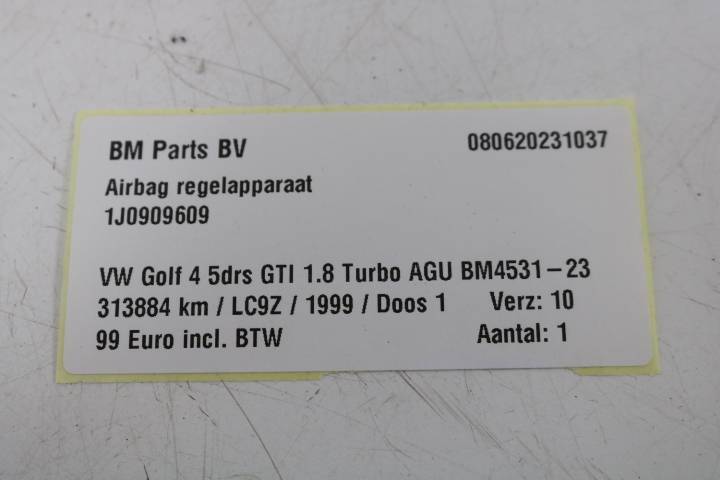 BM Parts BV 080620231037
Airbag regelapparaat
1J0909609
VW Golf 4 5drs GTI 1.8 Turbo AGU BM4531-23
313884 km / LC9Z / 1999 / Doos 1 Verz: 10
99 Euro incl. BTW Aantal: 1